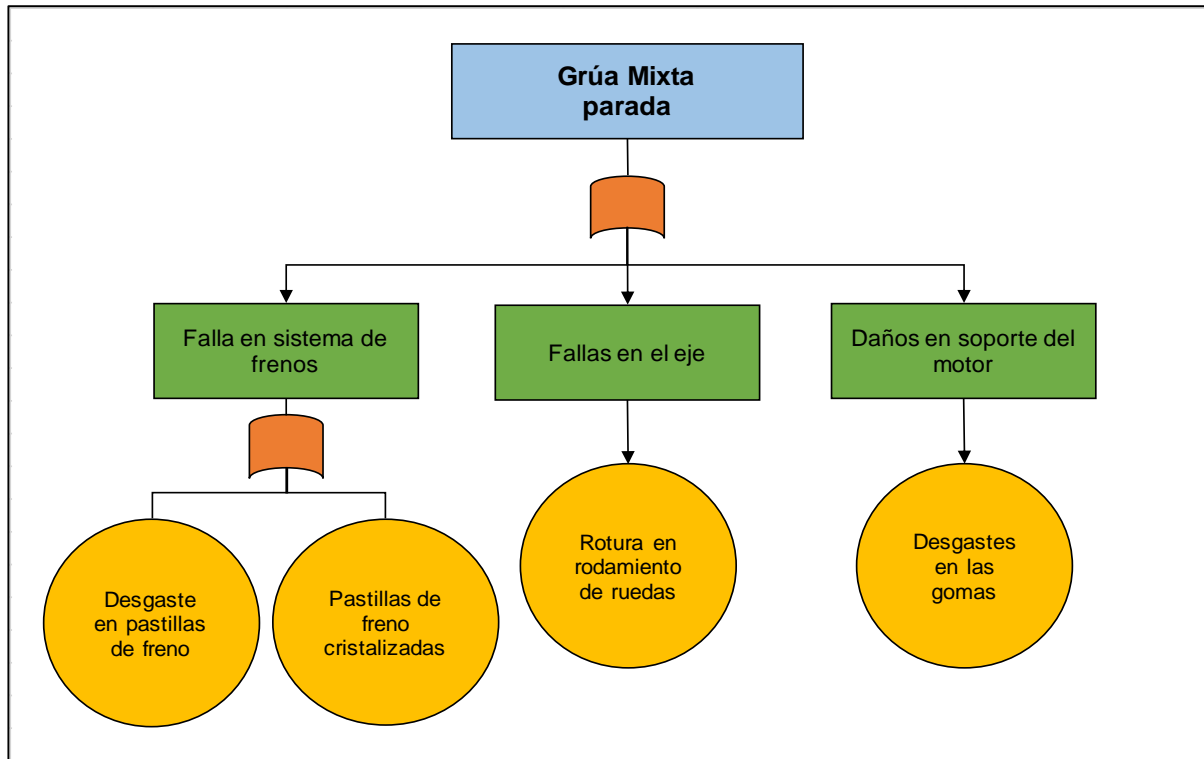 Grúa Mixta
parada
Falla en sistema de
frenos
Fallas en el eje
Daños en soporte del
motor
Desgaste
en pastillas
de freno
Pastillas de
freno
cristalizadas
Rotura en
rodamiento
de ruedas
Desgastes
en las
gomas